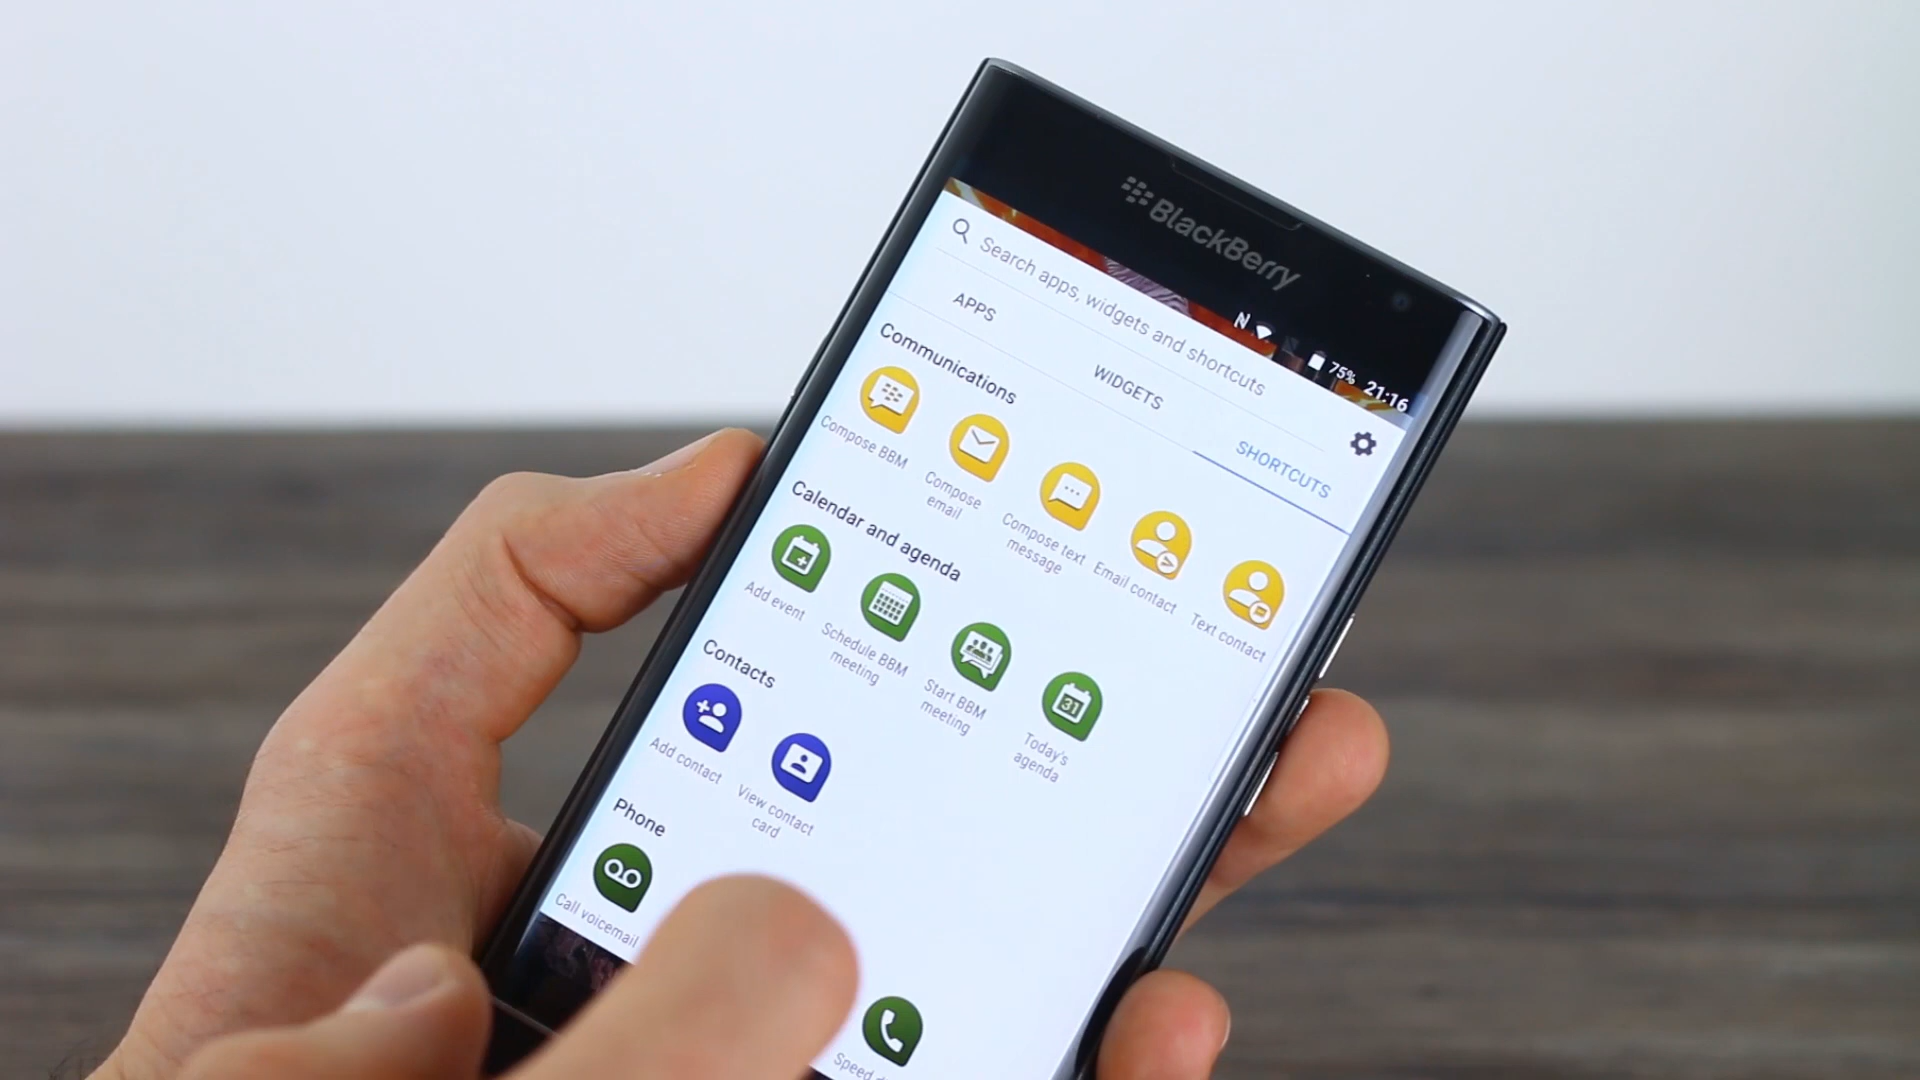 BlackBerry
N 75% 21:16
Search apps, widgets and shortcuts
APPS
WIDGETS
SHORTCUTS
Communications
Compose BBM
Compose
email
Compose text
message
Email contact
Text contact
Calendar and agenda
Add event
Schedule BBM
meeting
Start BBM
meeting
31
Today's
agenda
Contacts
Add contact
View contact
card
Phone
Call voicemail
Speed